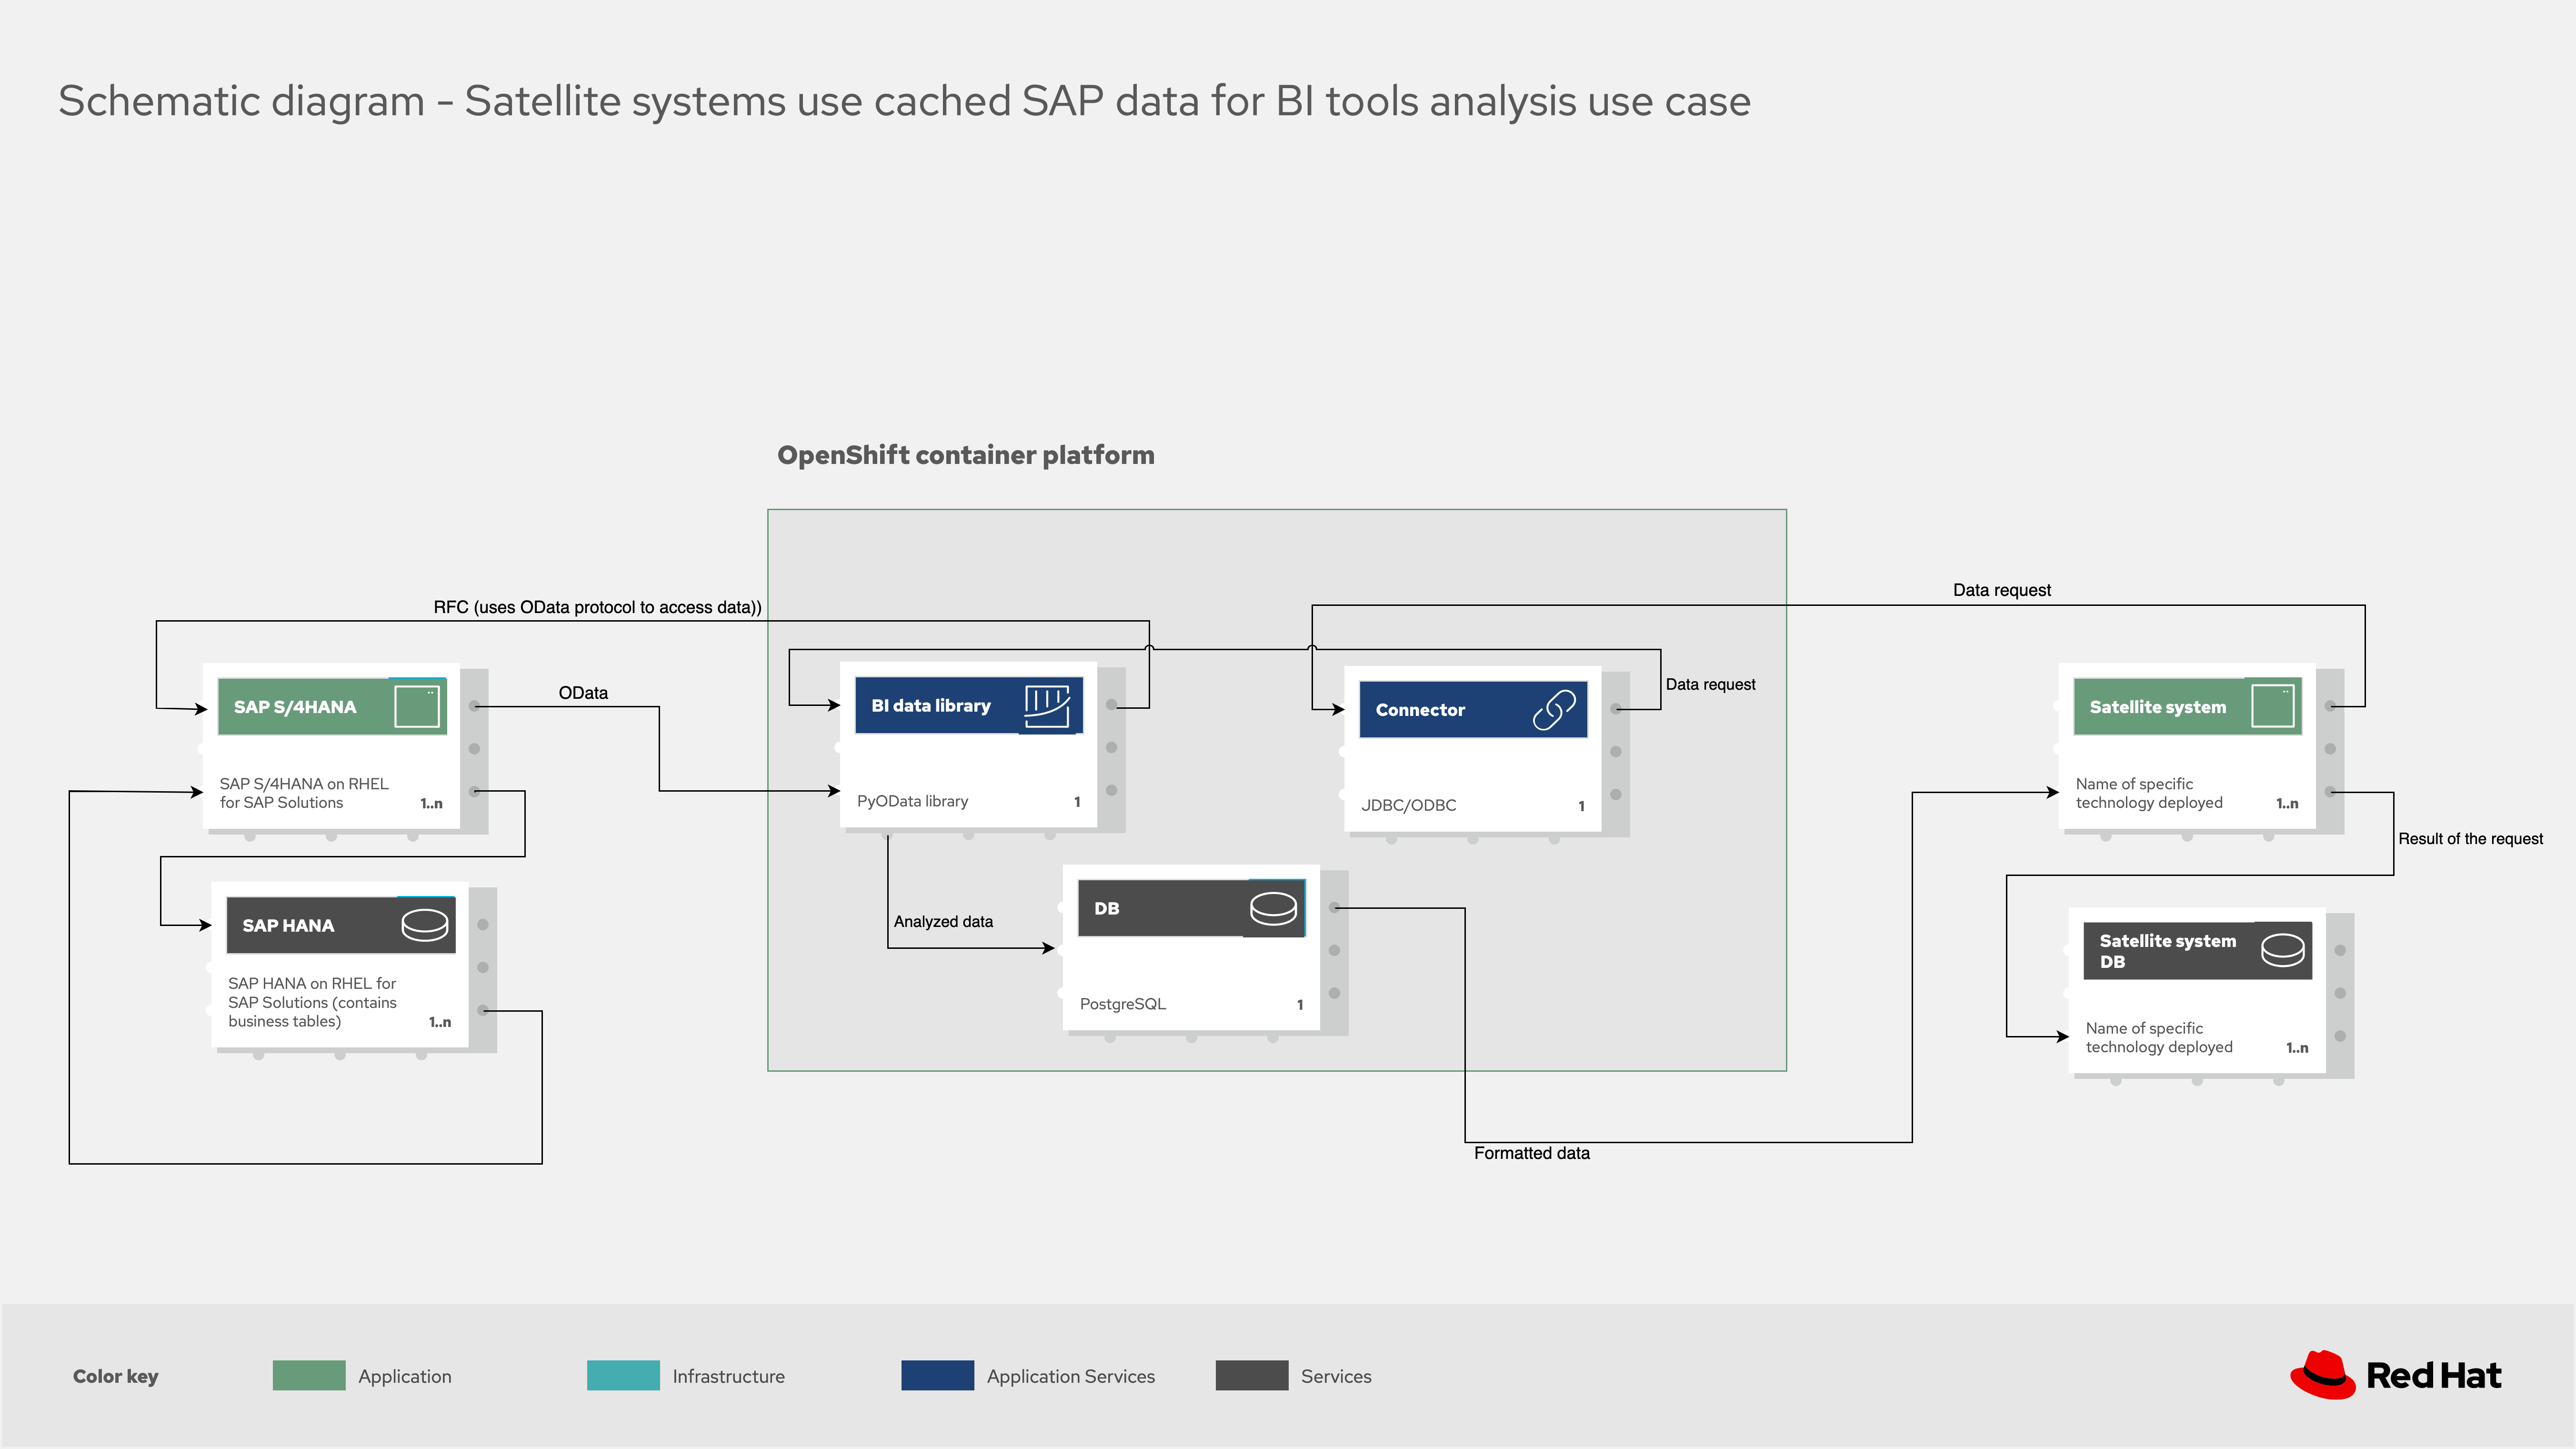 Schematic diagram - Satellite systems use cached SAP data for BI tools analysis use case
OpenShift container platform
RFC (uses OData protocol to access data))
Data request
SAP S/4HANA
SAP S/4HANA on RHEL
for SAP Solutions
1..n
OData
BI data library
PyOData library
1
Connector
JDBC/ODBC
1
Data request
Satellite system
Name of specific
technology deployed
1..n
Result of the request
SAP HANA
SAP HANA on RHEL for
SAP Solutions (contains
business tables)
1..n
Analyzed data
DB
PostgreSQL
1
Satellite system
DB
Name of specific
technology deployed
1..n
Formatted data
Color key
Application
Infrastructure
Application Services
Services
Red Hat